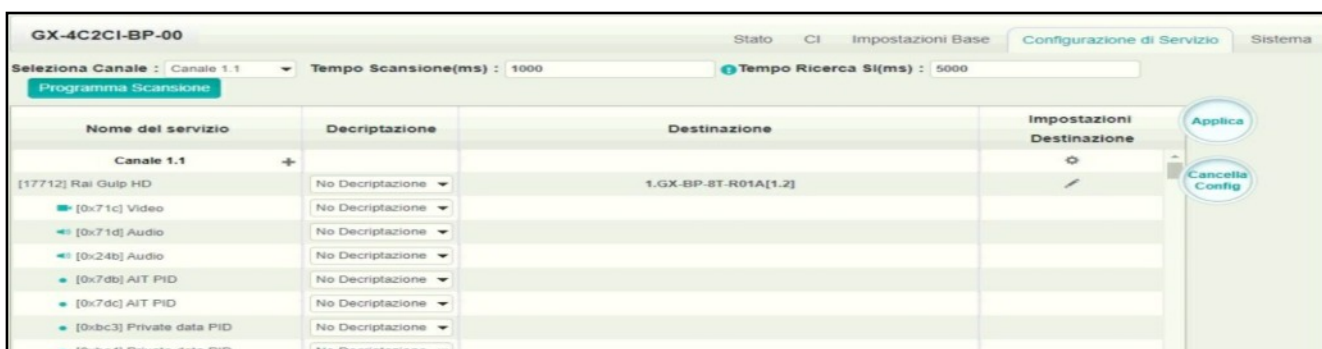 GX-4C2CI-BP-00
Stato CI Impostazioni Base Configurazione di Servizio Sistema
Seleziona Canale : Canale 1.1 Tempo Scansione(ms) : 1000 Tempo Ricerca SI(ms) : 5000
Programma Scansione
Nome del servizio Decriptazione Destinazione Impostazioni Destinazione
Applica
Canale 1.1 +
Cancella Config
[17712] Rai Gulp HD No Decriptazione 1.GX-BP-8T-R01A[1.2]
[0x71c] Video No Decriptazione
[0x71d] Audio No Decriptazione
[0x24b] Audio No Decriptazione
[0x7db] AIT PID No Decriptazione
[0x7dc] AIT PID No Decriptazione
[0xbc3] Private data PID No Decriptazione